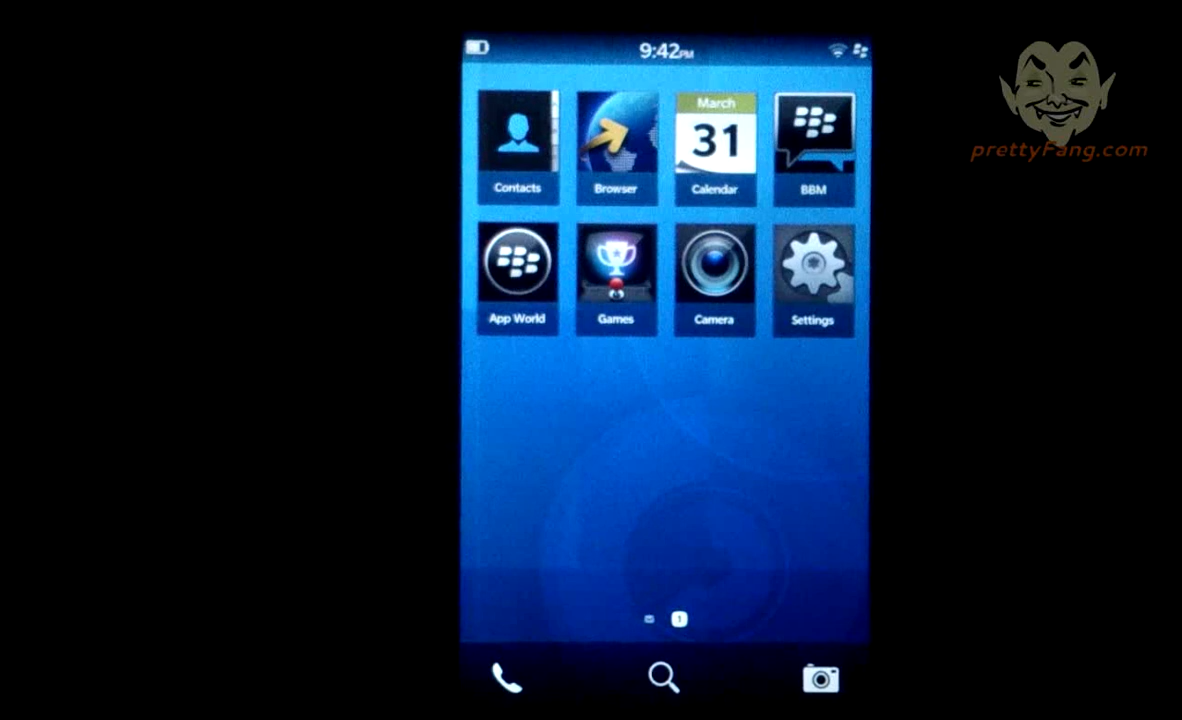 9:42PM
prettyFang.com
March
31
Contacts
Browser
Calendar
BBM
App World
Games
Camera
Settings
1